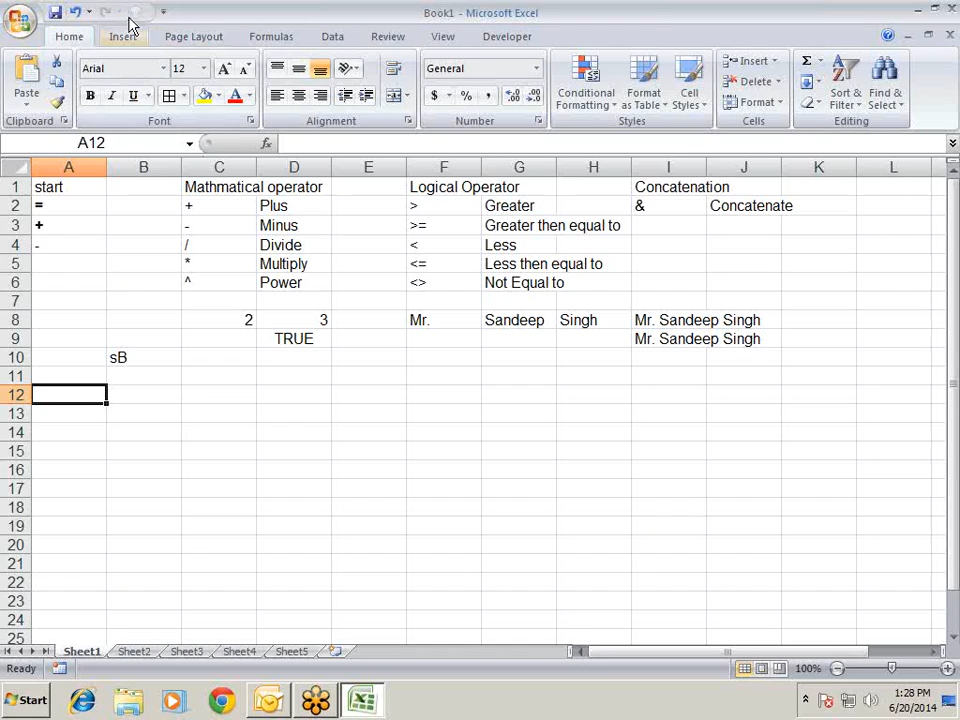 Book1 - Microsoft Excel
Home Insert Page Layout Formulas Data Review View Developer
Paste Arial 12 General Conditional Formatting Format as Table Cell Styles Insert Delete Format Sort & Filter Find & Select
Clipboard Font Alignment Number Styles Cells Editing
A12 fx
A B C D E F G H I J K L
1 start Mathmatical operator Logical Operator Concatenation
2 = + Plus > Greater & Concatenate
3 + - Minus >= Greater then equal to
4 - / Divide < Less
5 * Multiply <= Less then equal to
6 ^ Power <> Not Equal to
7
8 2 3 Mr. Sandeep Singh Mr. Sandeep Singh
9 TRUE Mr. Sandeep Singh
10 sB
11
12
13
14
15
16
17
18
19
20
21
22
23
24
25
Sheet1 Sheet2 Sheet3 Sheet4 Sheet5
Ready 100%
Start 1:28 PM
6/20/2014